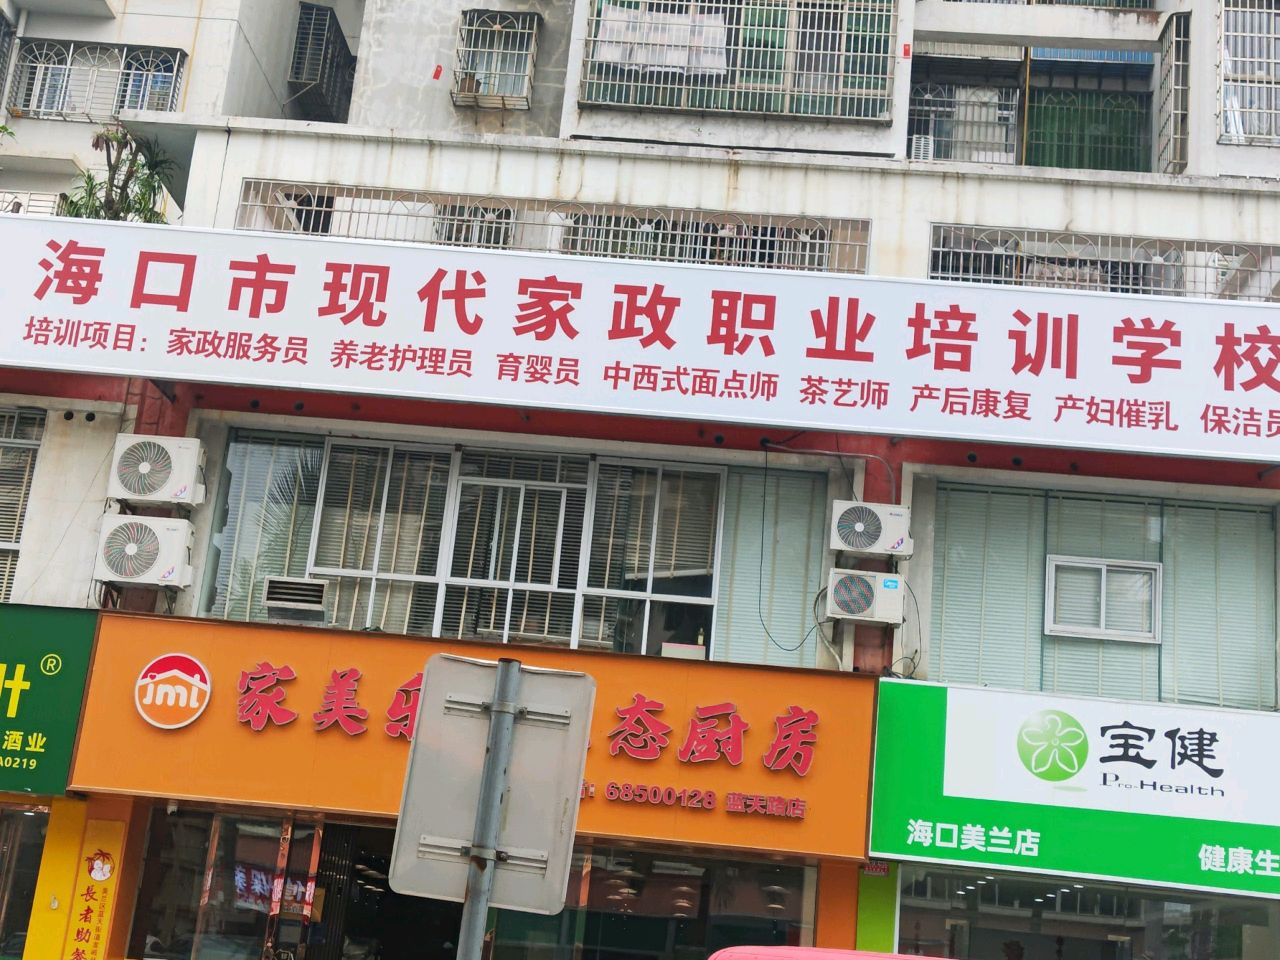 海口市现代家政职业培训学校
培训项目：家政服务员 养老护理员 育婴员 中西式面点师 茶艺师 产后康复 产妇催乳 保洁员
叶®
酒业
A0219
jml
家美乐 态厨房
68500128 蓝天路店
宝健
Pro-Health
海口美兰店
健康生
長者助餐